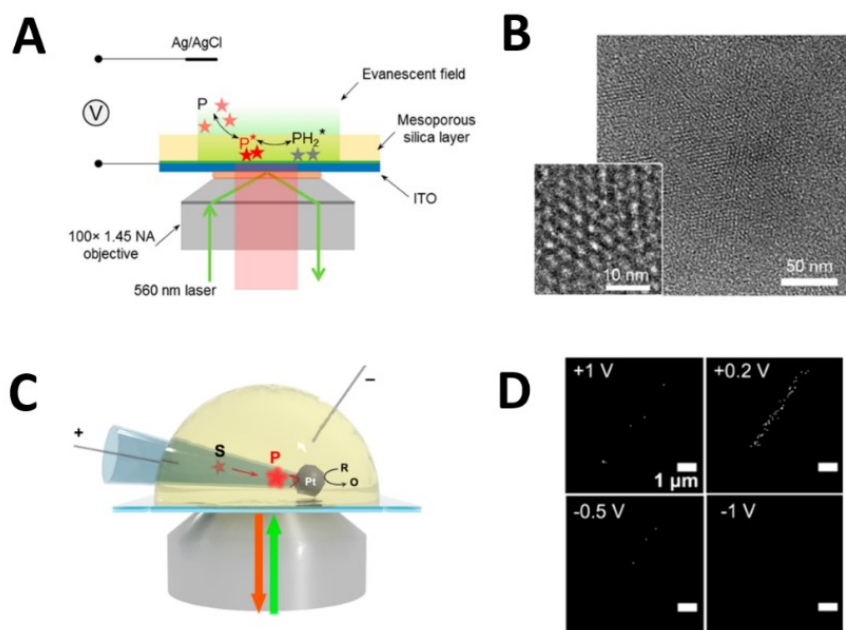 A
Ag/AgCl
Evanescent field
P
V
Mesoporous
silica layer
P*
PH2*
ITO
100× 1.45 NA
objective
560 nm laser
B
10 nm
50 nm
C
+
−
S
P
Pt
R
O
D
+1 V
+0.2 V
1 μm
-0.5 V
-1 V